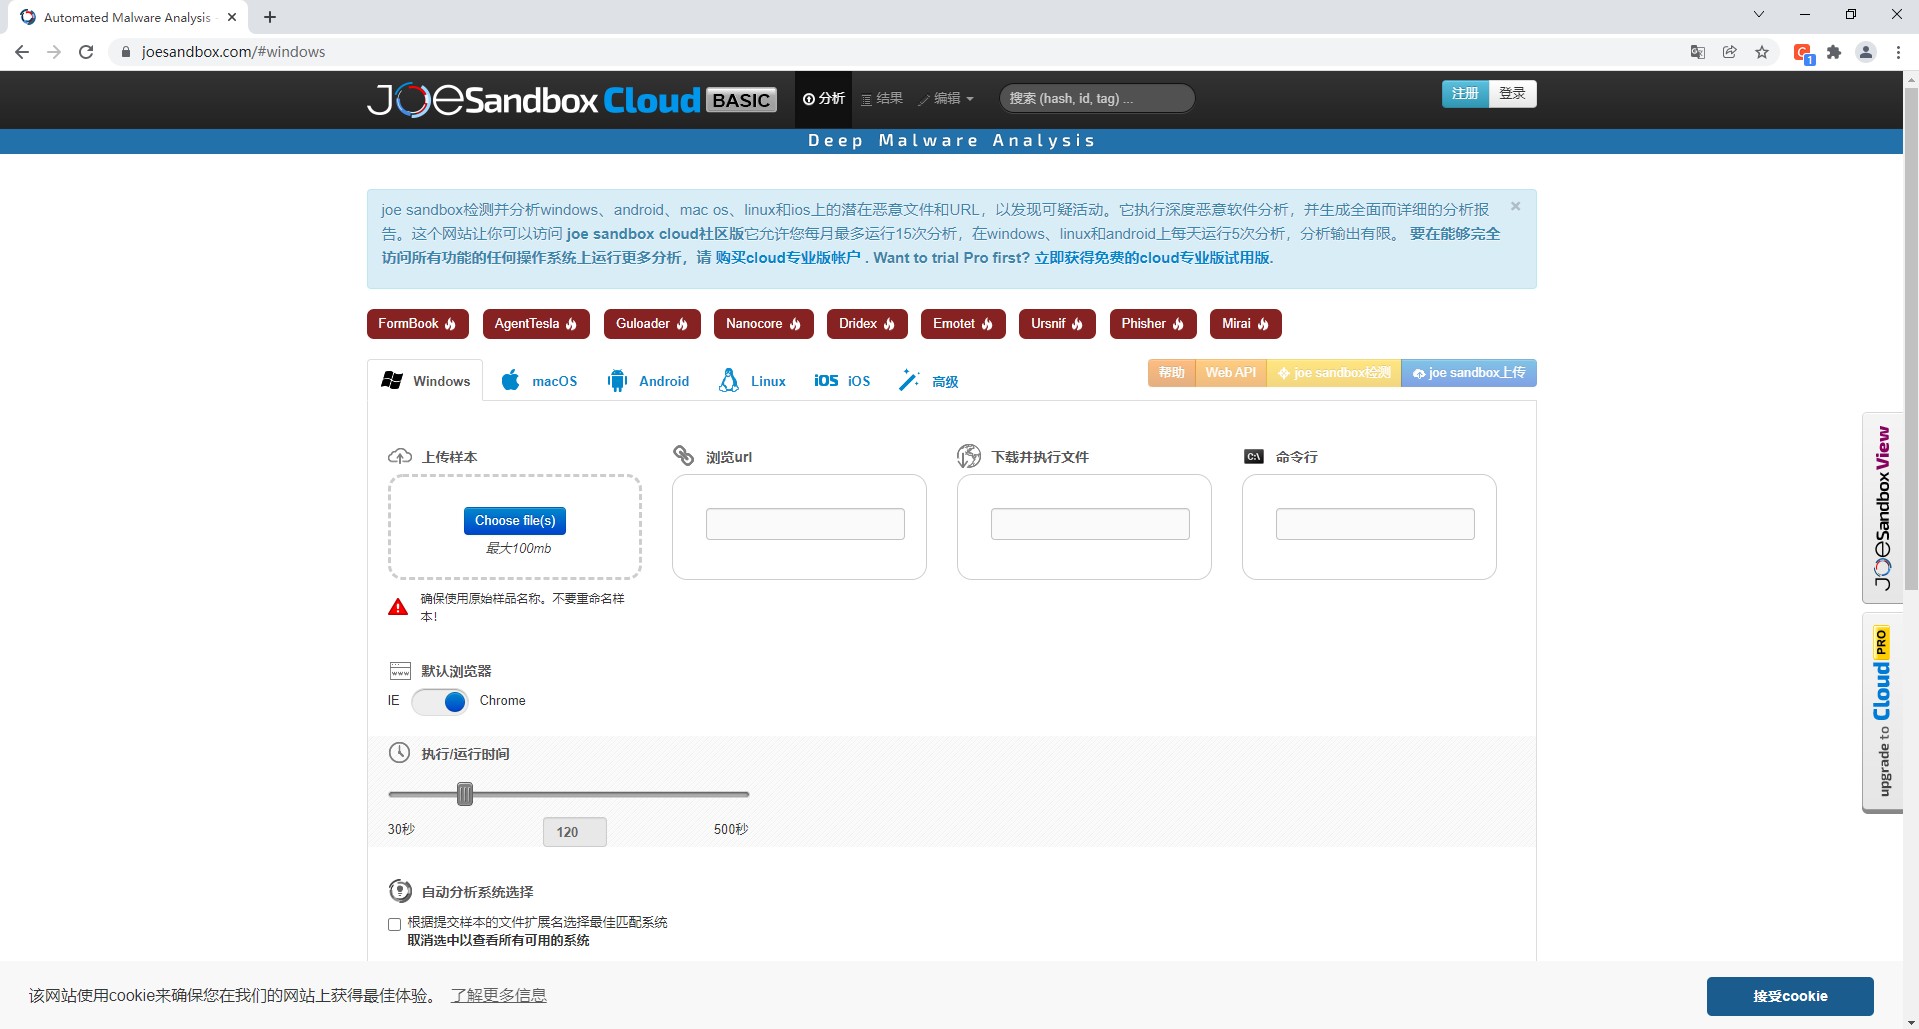 Automated Malware Analysis
joesandbox.com/#windows
JOESandbox Cloud BASIC
分析
结果
编辑
搜索 (hash, id, tag) ...
注册
登录
Deep Malware Analysis
joe sandbox检测并分析windows、android、mac os、linux和ios上的潜在恶意文件和URL，以发现可疑活动。它执行深度恶意软件分析，并生成全面而详细的分析报
告。这个网站让你可以访问 joe sandbox cloud社区版它允许您每月最多运行15次分析，在windows、linux和android上每天运行5次分析，分析输出有限。 要在能够完全
访问所有功能的任何操作系统上运行更多分析，请 购买cloud专业版帐户 . Want to trial Pro first? 立即获得免费的cloud专业版试用版.
FormBook
AgentTesla
Guloader
Nanocore
Dridex
Emotet
Ursnif
Phisher
Mirai
Windows
macOS
Android
Linux
iOS iOS
高级
帮助
Web API
joe sandbox检测
joe sandbox上传
上传样本
浏览url
下载并执行文件
C:\ 命令行
Choose file(s)
最大100mb
确保使用原始样品名称。不要重命名样
本！
默认浏览器
IE
Chrome
执行/运行时间
30秒
120
500秒
自动分析系统选择
根据提交样本的文件扩展名选择最佳匹配系统
取消选中以查看所有可用的系统
JOESandbox View
upgrade to Cloud PRO
该网站使用cookie来确保您在我们的网站上获得最佳体验。 了解更多信息
接受cookie